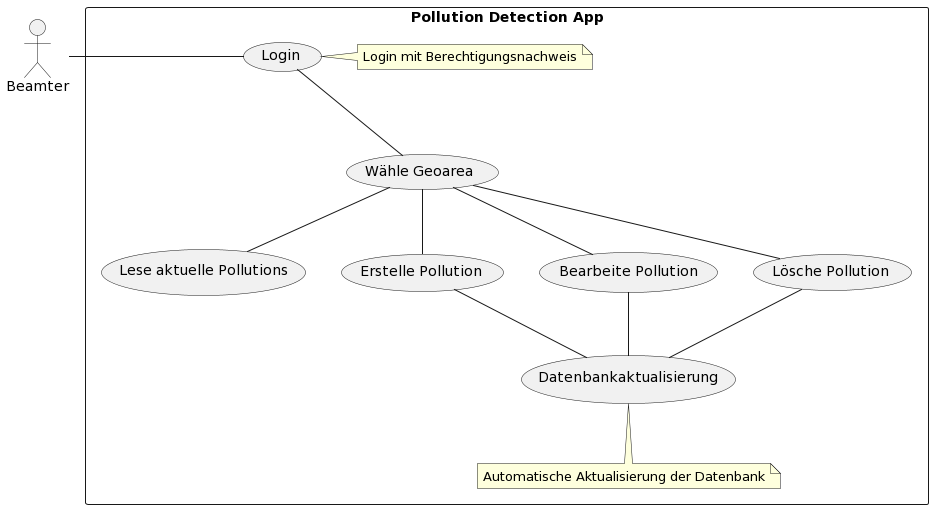 Pollution Detection App
Beamter
Login
Login mit Berechtigungsnachweis
Wähle Geoarea
Lese aktuelle Pollutions
Erstelle Pollution
Bearbeite Pollution
Lösche Pollution
Datenbankaktualisierung
Automatische Aktualisierung der Datenbank